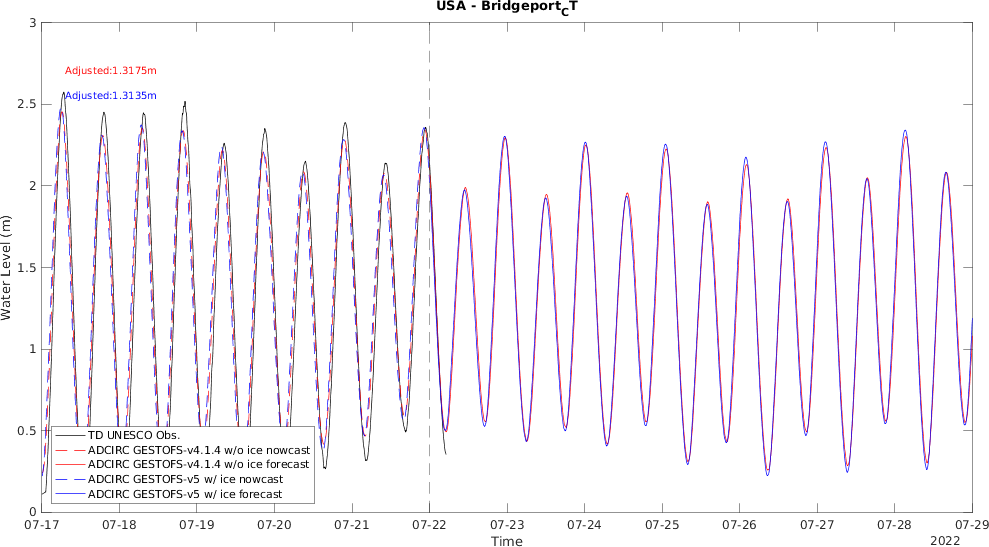 USA - Bridgeport_CT
3
2.5
2
1.5
1
0.5
0
Water Level (m)
Adjusted:1.3175m
Adjusted:1.3135m
TD UNESCO Obs.
ADCIRC GESTOFS-v4.1.4 w/o ice nowcast
ADCIRC GESTOFS-v4.1.4 w/o ice forecast
ADCIRC GESTOFS-v5 w/ ice nowcast
ADCIRC GESTOFS-v5 w/ ice forecast
07-17 07-18 07-19 07-20 07-21 07-22 07-23 07-24 07-25 07-26 07-27 07-28 07-29
Time
2022